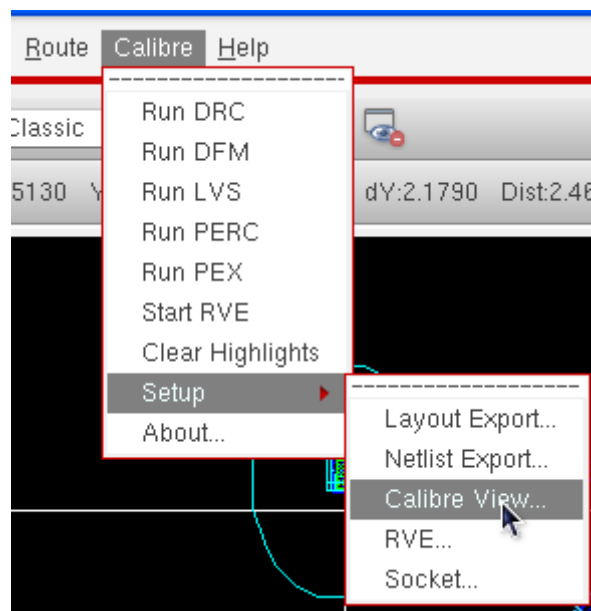 Route Calibre Help
Classic
5130 Y dY:2.1790 Dist:2.46
Run DRC
Run DFM
Run LVS
Run PERC
Run PEX
Start RVE
Clear Highlights
Setup
About...
Layout Export...
Netlist Export...
Calibre View...
RVE...
Socket...